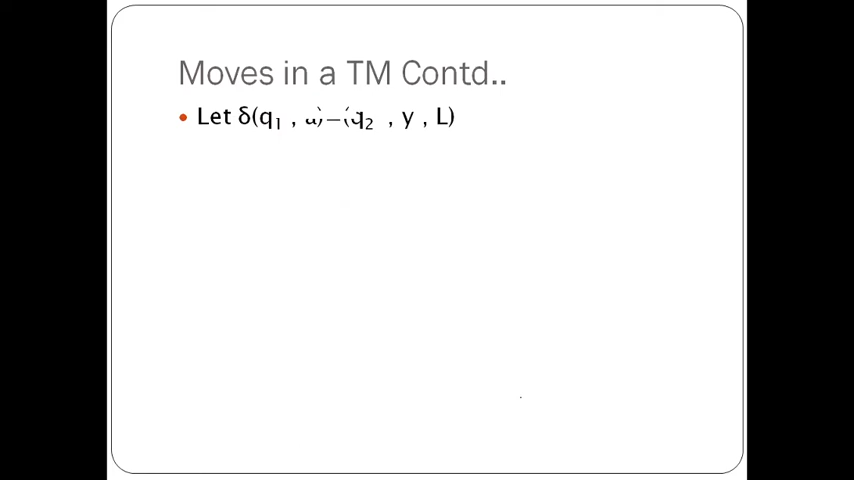 Moves in a TM Contd..
• Let δ(q₁ , a)=(q₂ , y , L)